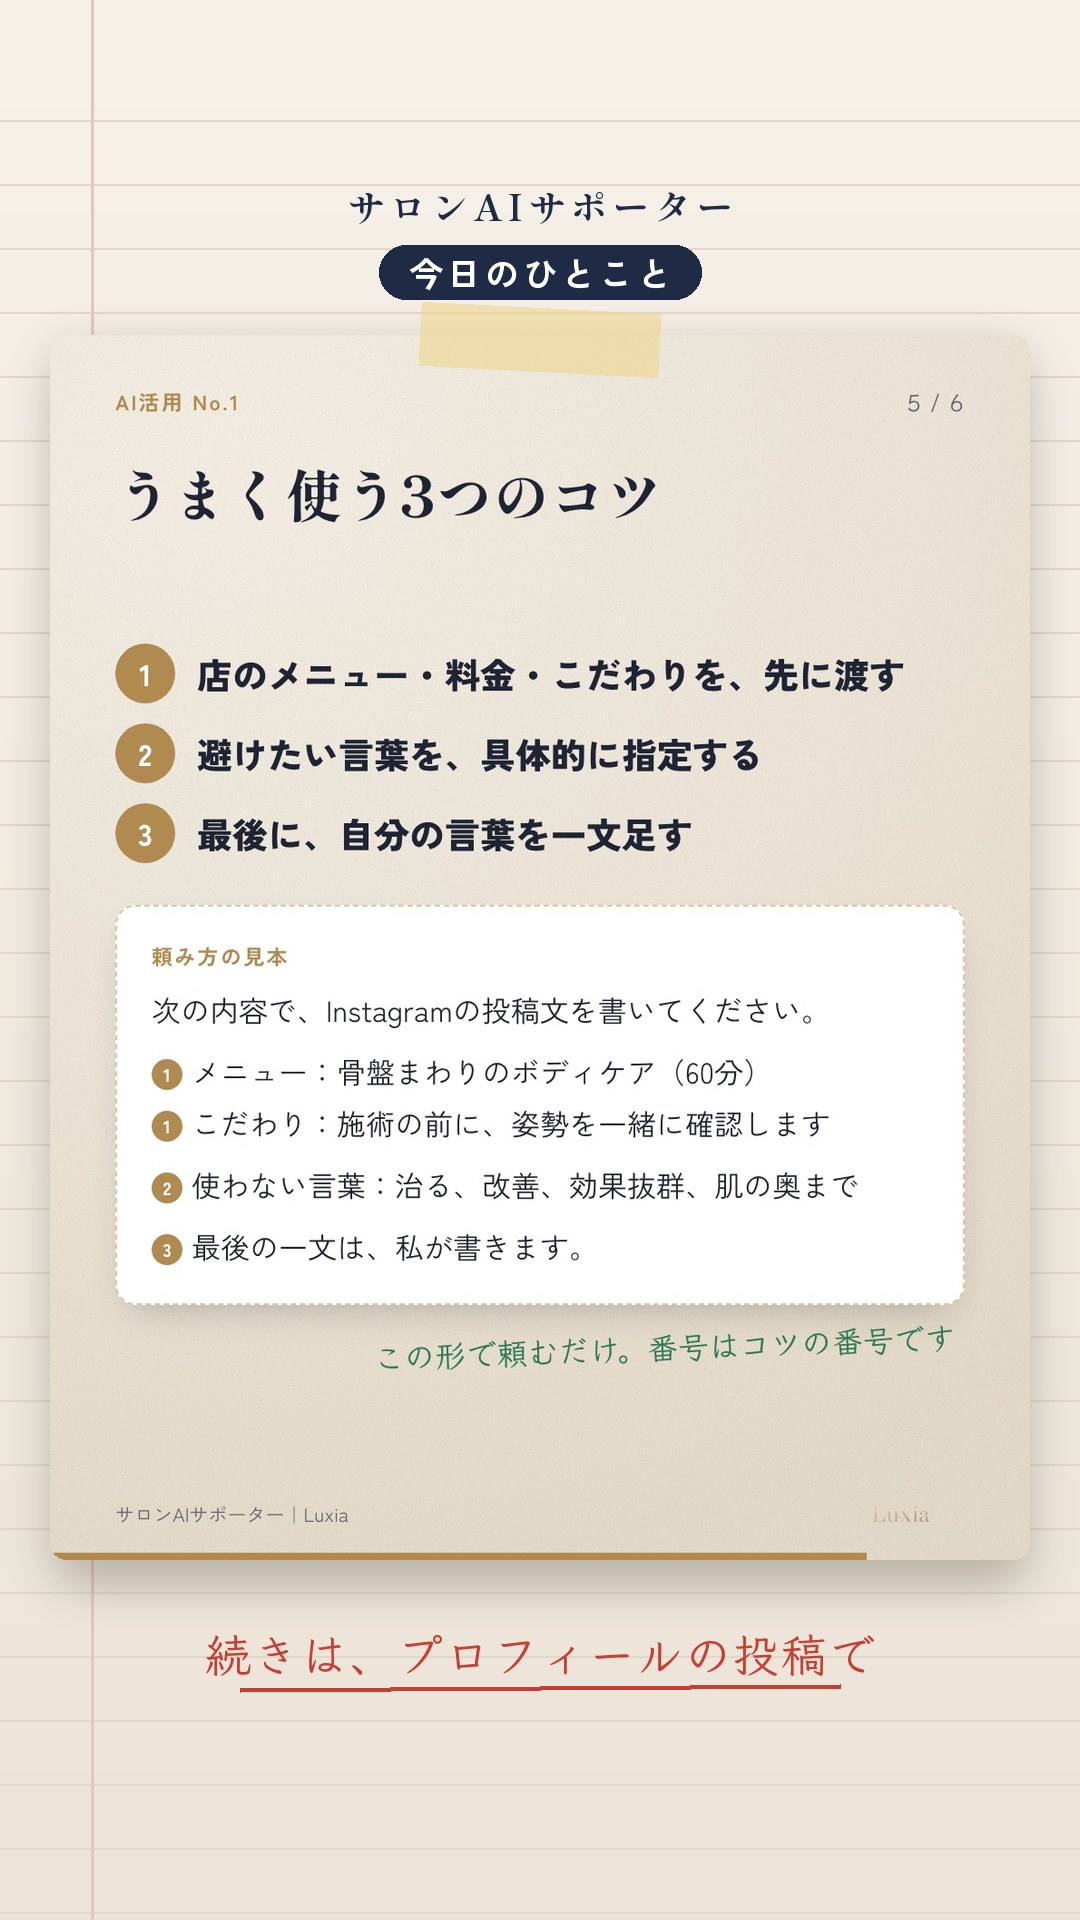 サロンAIサポーター
今日のひとこと
AI活用 No.1
5 / 6
うまく使う3つのコツ
1 店のメニュー・料金・こだわりを、先に渡す
2 避けたい言葉を、具体的に指定する
3 最後に、自分の言葉を一文足す
頼み方の見本
次の内容で、Instagramの投稿文を書いてください。
1 メニュー：骨盤まわりのボディケア（60分）
1 こだわり：施術の前に、姿勢を一緒に確認します
2 使わない言葉：治る、改善、効果抜群、肌の奥まで
3 最後の一文は、私が書きます。
この形で頼むだけ。番号はコツの番号です
サロンAIサポーター｜Luxia
Luxia
続きは、プロフィールの投稿で